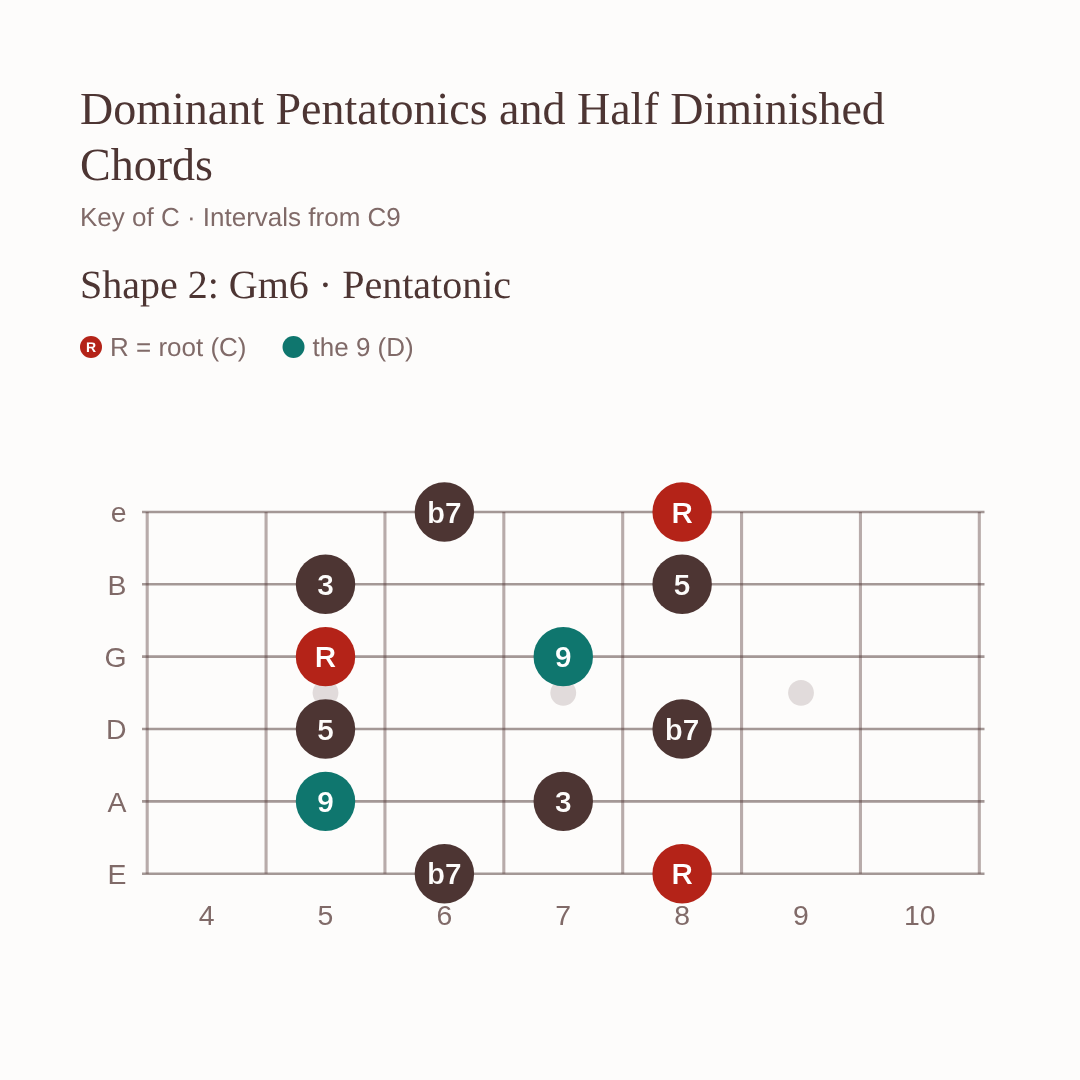 Dominant Pentatonics and Half Diminished
Chords
Key of C · Intervals from C9
Shape 2: Gm6 · Pentatonic
R R = root (C) the 9 (D)
e b7 R
B 3 5
G R 9
D 5 b7
A 9 3
E b7 R
4 5 6 7 8 9 10